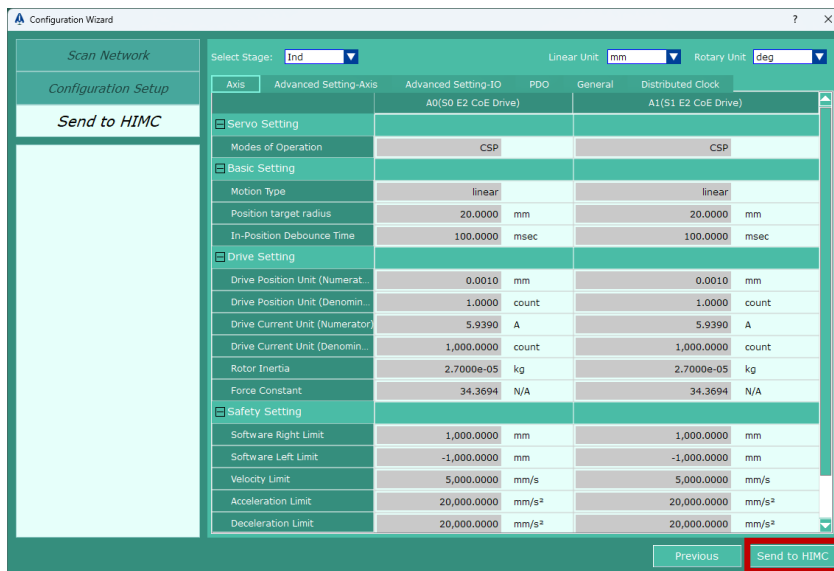 Configuration Wizard ? ×
Scan Network
Configuration Setup
Send to HIMC
Select Stage: Ind Linear Unit mm Rotary Unit deg
Axis Advanced Setting-Axis Advanced Setting-IO PDO General Distributed Clock
A0(S0 E2 CoE Drive) A1(S1 E2 CoE Drive)
Servo Setting
Modes of Operation CSP CSP
Basic Setting
Motion Type linear linear
Position target radius 20.0000 mm 20.0000 mm
In-Position Debounce Time 100.0000 msec 100.0000 msec
Drive Setting
Drive Position Unit (Numerat... 0.0010 mm 0.0010 mm
Drive Position Unit (Denomin... 1.0000 count 1.0000 count
Drive Current Unit (Numerator) 5.9390 A 5.9390 A
Drive Current Unit (Denomin... 1,000.0000 count 1,000.0000 count
Rotor Inertia 2.7000e-05 kg 2.7000e-05 kg
Force Constant 34.3694 N/A 34.3694 N/A
Safety Setting
Software Right Limit 1,000.0000 mm 1,000.0000 mm
Software Left Limit -1,000.0000 mm -1,000.0000 mm
Velocity Limit 5,000.0000 mm/s 5,000.0000 mm/s
Acceleration Limit 20,000.0000 mm/s² 20,000.0000 mm/s²
Deceleration Limit 20,000.0000 mm/s² 20,000.0000 mm/s²
Previous Send to HIMC